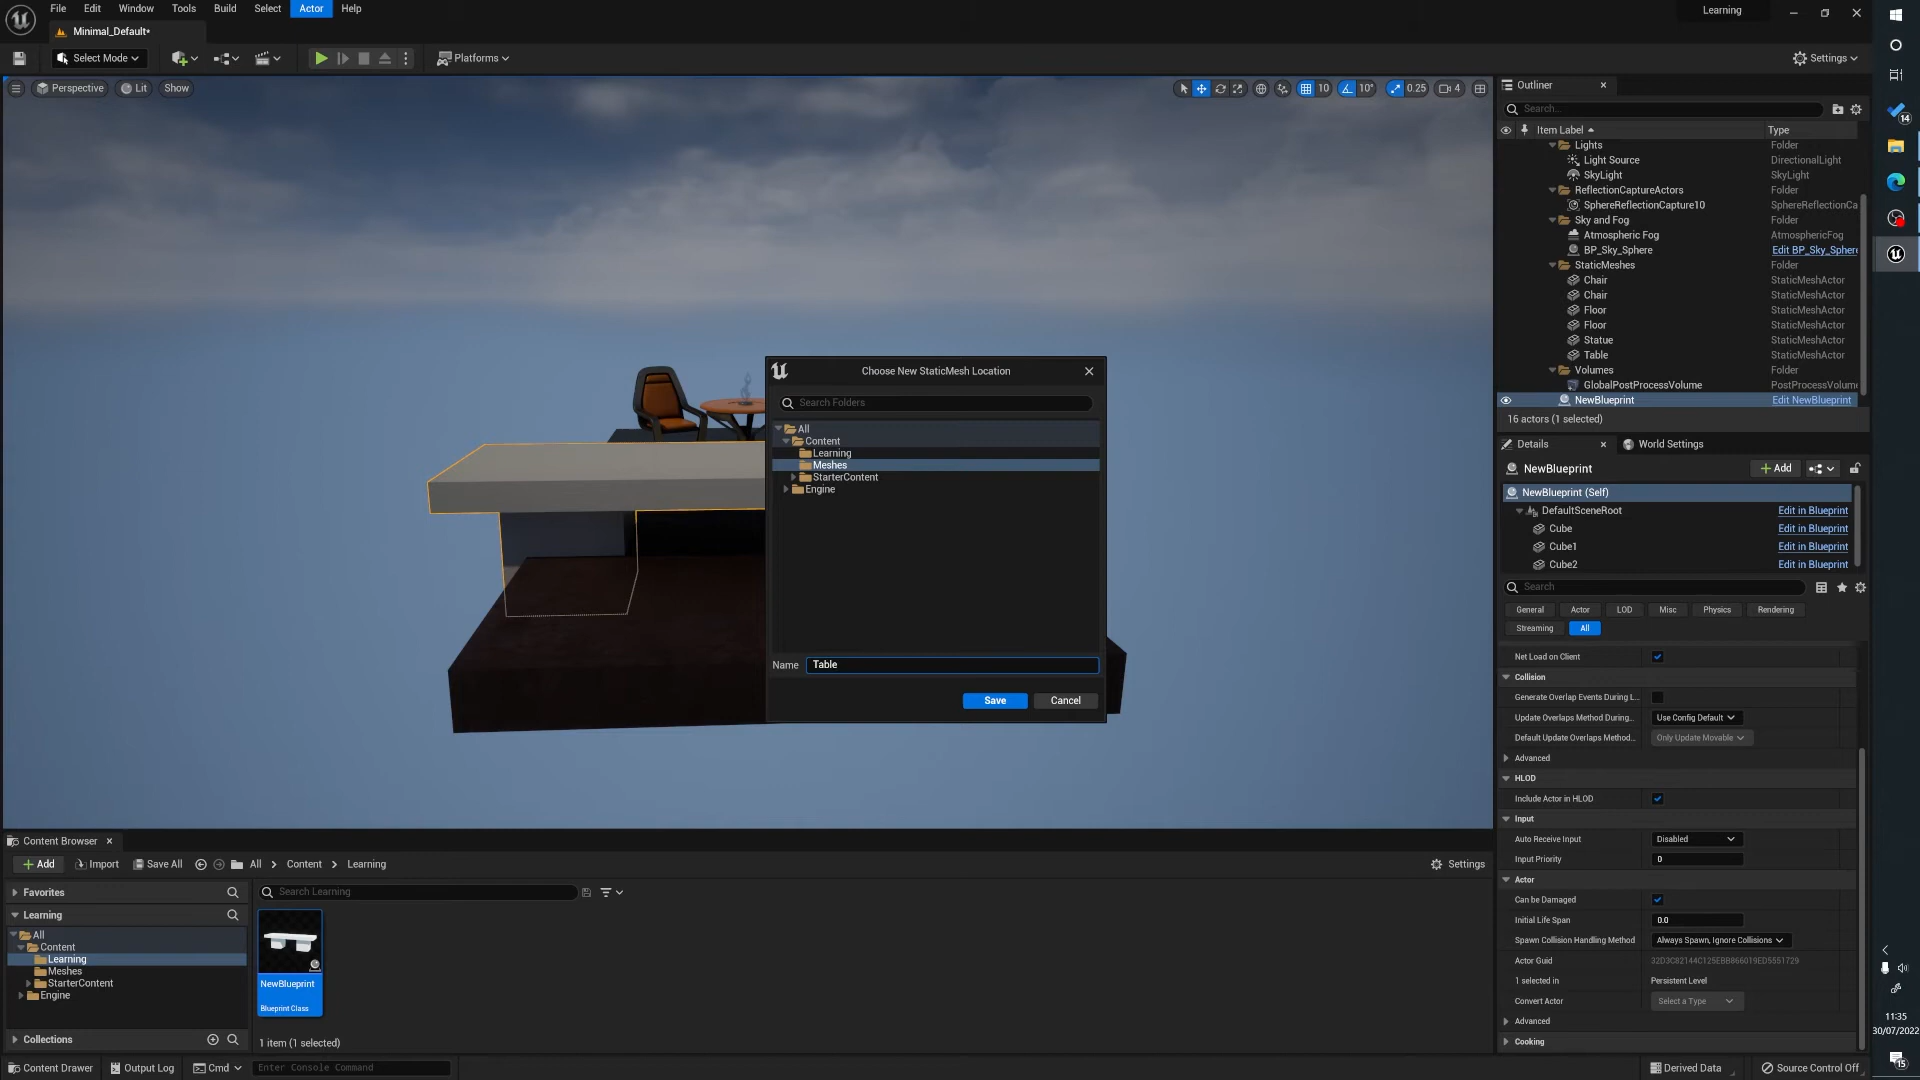 File Edit Window Tools Build Select Actor Help
Learning
Minimal_Default*
Select Mode
Platforms
Settings
Perspective Lit Show
10 10° 0.25 4
Outliner
Search...
Item Label Type
Lights Folder
Light Source DirectionalLight
SkyLight SkyLight
ReflectionCaptureActors Folder
SphereReflectionCapture10 SphereReflectionCa
Sky and Fog Folder
Atmospheric Fog AtmosphericFog
BP_Sky_Sphere Edit BP_Sky_Sphere
StaticMeshes Folder
Chair StaticMeshActor
Chair StaticMeshActor
Floor StaticMeshActor
Floor StaticMeshActor
Statue StaticMeshActor
Table StaticMeshActor
Volumes Folder
GlobalPostProcessVolume PostProcessVolum
NewBlueprint Edit NewBlueprint
16 actors (1 selected)
Details World Settings
NewBlueprint
Add
NewBlueprint (Self)
DefaultSceneRoot Edit in Blueprint
Cube Edit in Blueprint
Cube1 Edit in Blueprint
Cube2 Edit in Blueprint
Search
General Actor LOD Misc Physics Rendering
Streaming All
Net Load on Client
Collision
Generate Overlap Events During L...
Update Overlaps Method During... Use Config Default
Default Update Overlaps Method... Only Update Movable
Advanced
HLOD
Include Actor in HLOD
Input
Auto Receive Input Disabled
Input Priority 0
Actor
Can be Damaged
Initial Life Span 0.0
Spawn Collision Handling Method Always Spawn, Ignore Collisions
Actor Guid
1 selected in Persistent Level
Convert Actor Select a Type
Advanced
Cooking
Choose New StaticMesh Location
Search Folders
All
Content
Learning
Meshes
StarterContent
Engine
Name Table
Save Cancel
Content Browser
Add Import Save All All Content Learning Settings
Favorites
Search Learning
Learning
All
Content
Learning
Meshes
StarterContent
Engine
NewBlueprint
Blueprint Class
Collections
1 item (1 selected)
Content Drawer Output Log Cmd Enter Console Command
Derived Data Source Control Off
14
11:35
30/07/2022
15